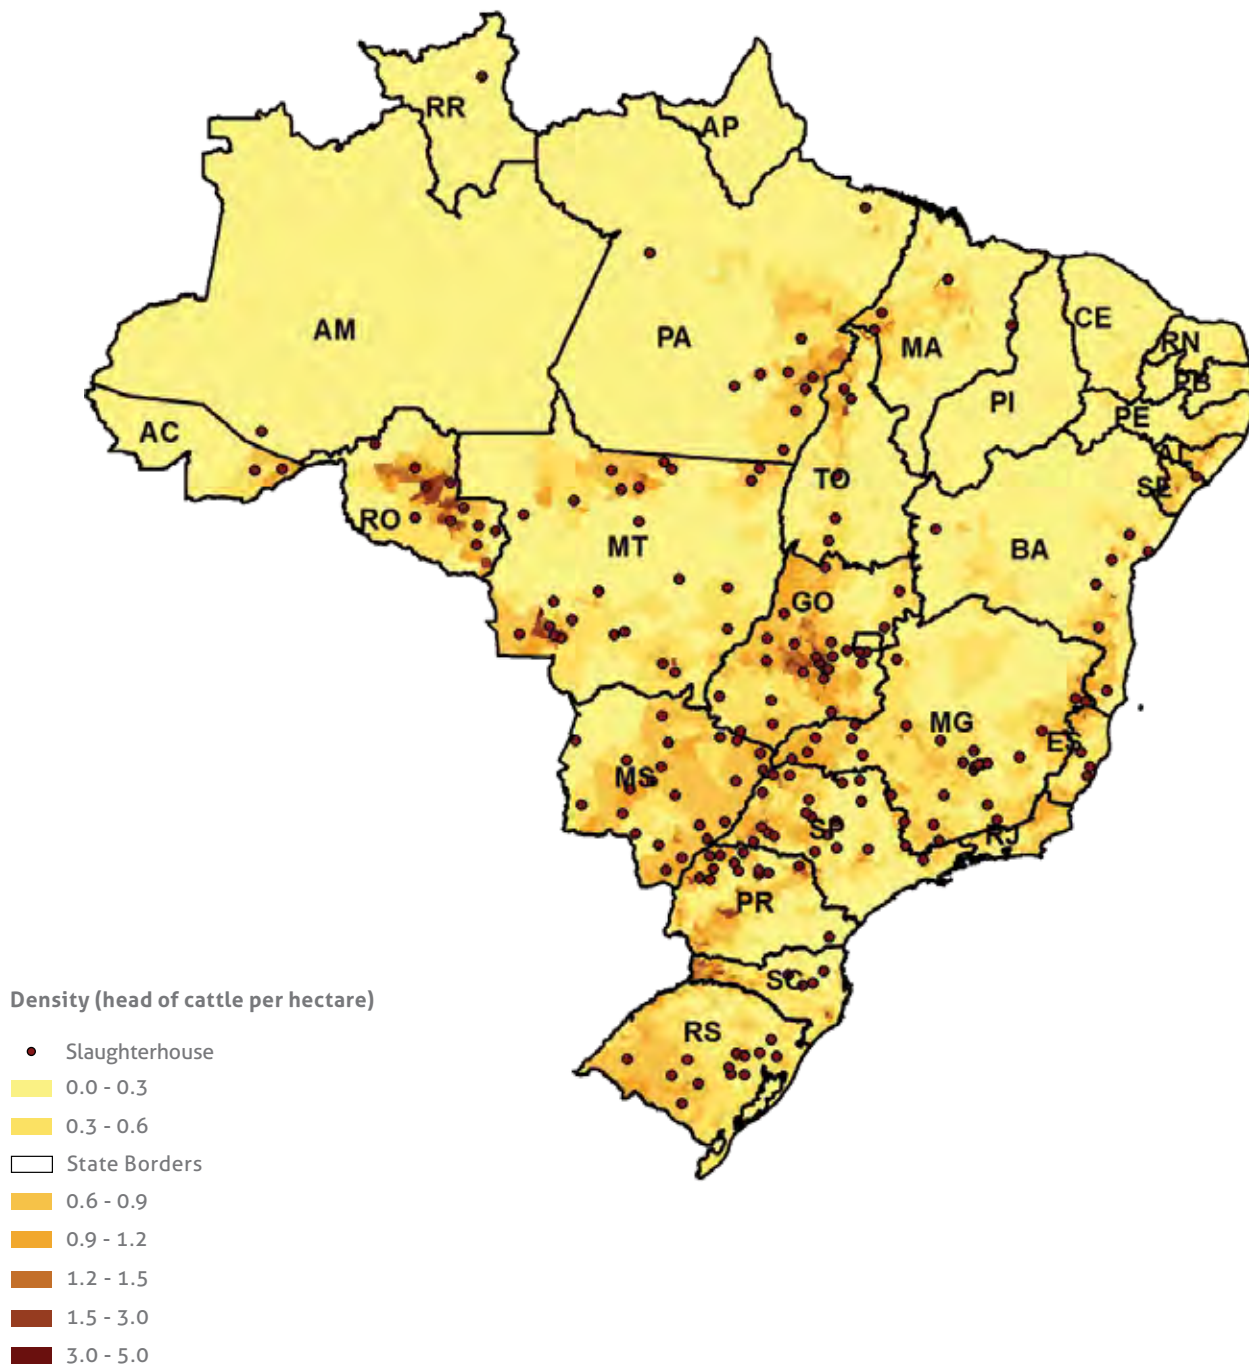 RR
AP
AM
PA
MA
CE
RN
PB
PI
PE
AC
AL
TO
SE
RO
MT
BA
GO
MG
ES
MS
SP
RJ
PR
SC
RS
Density (head of cattle per hectare)
Slaughterhouse
0.0 - 0.3
0.3 - 0.6
State Borders
0.6 - 0.9
0.9 - 1.2
1.2 - 1.5
1.5 - 3.0
3.0 - 5.0